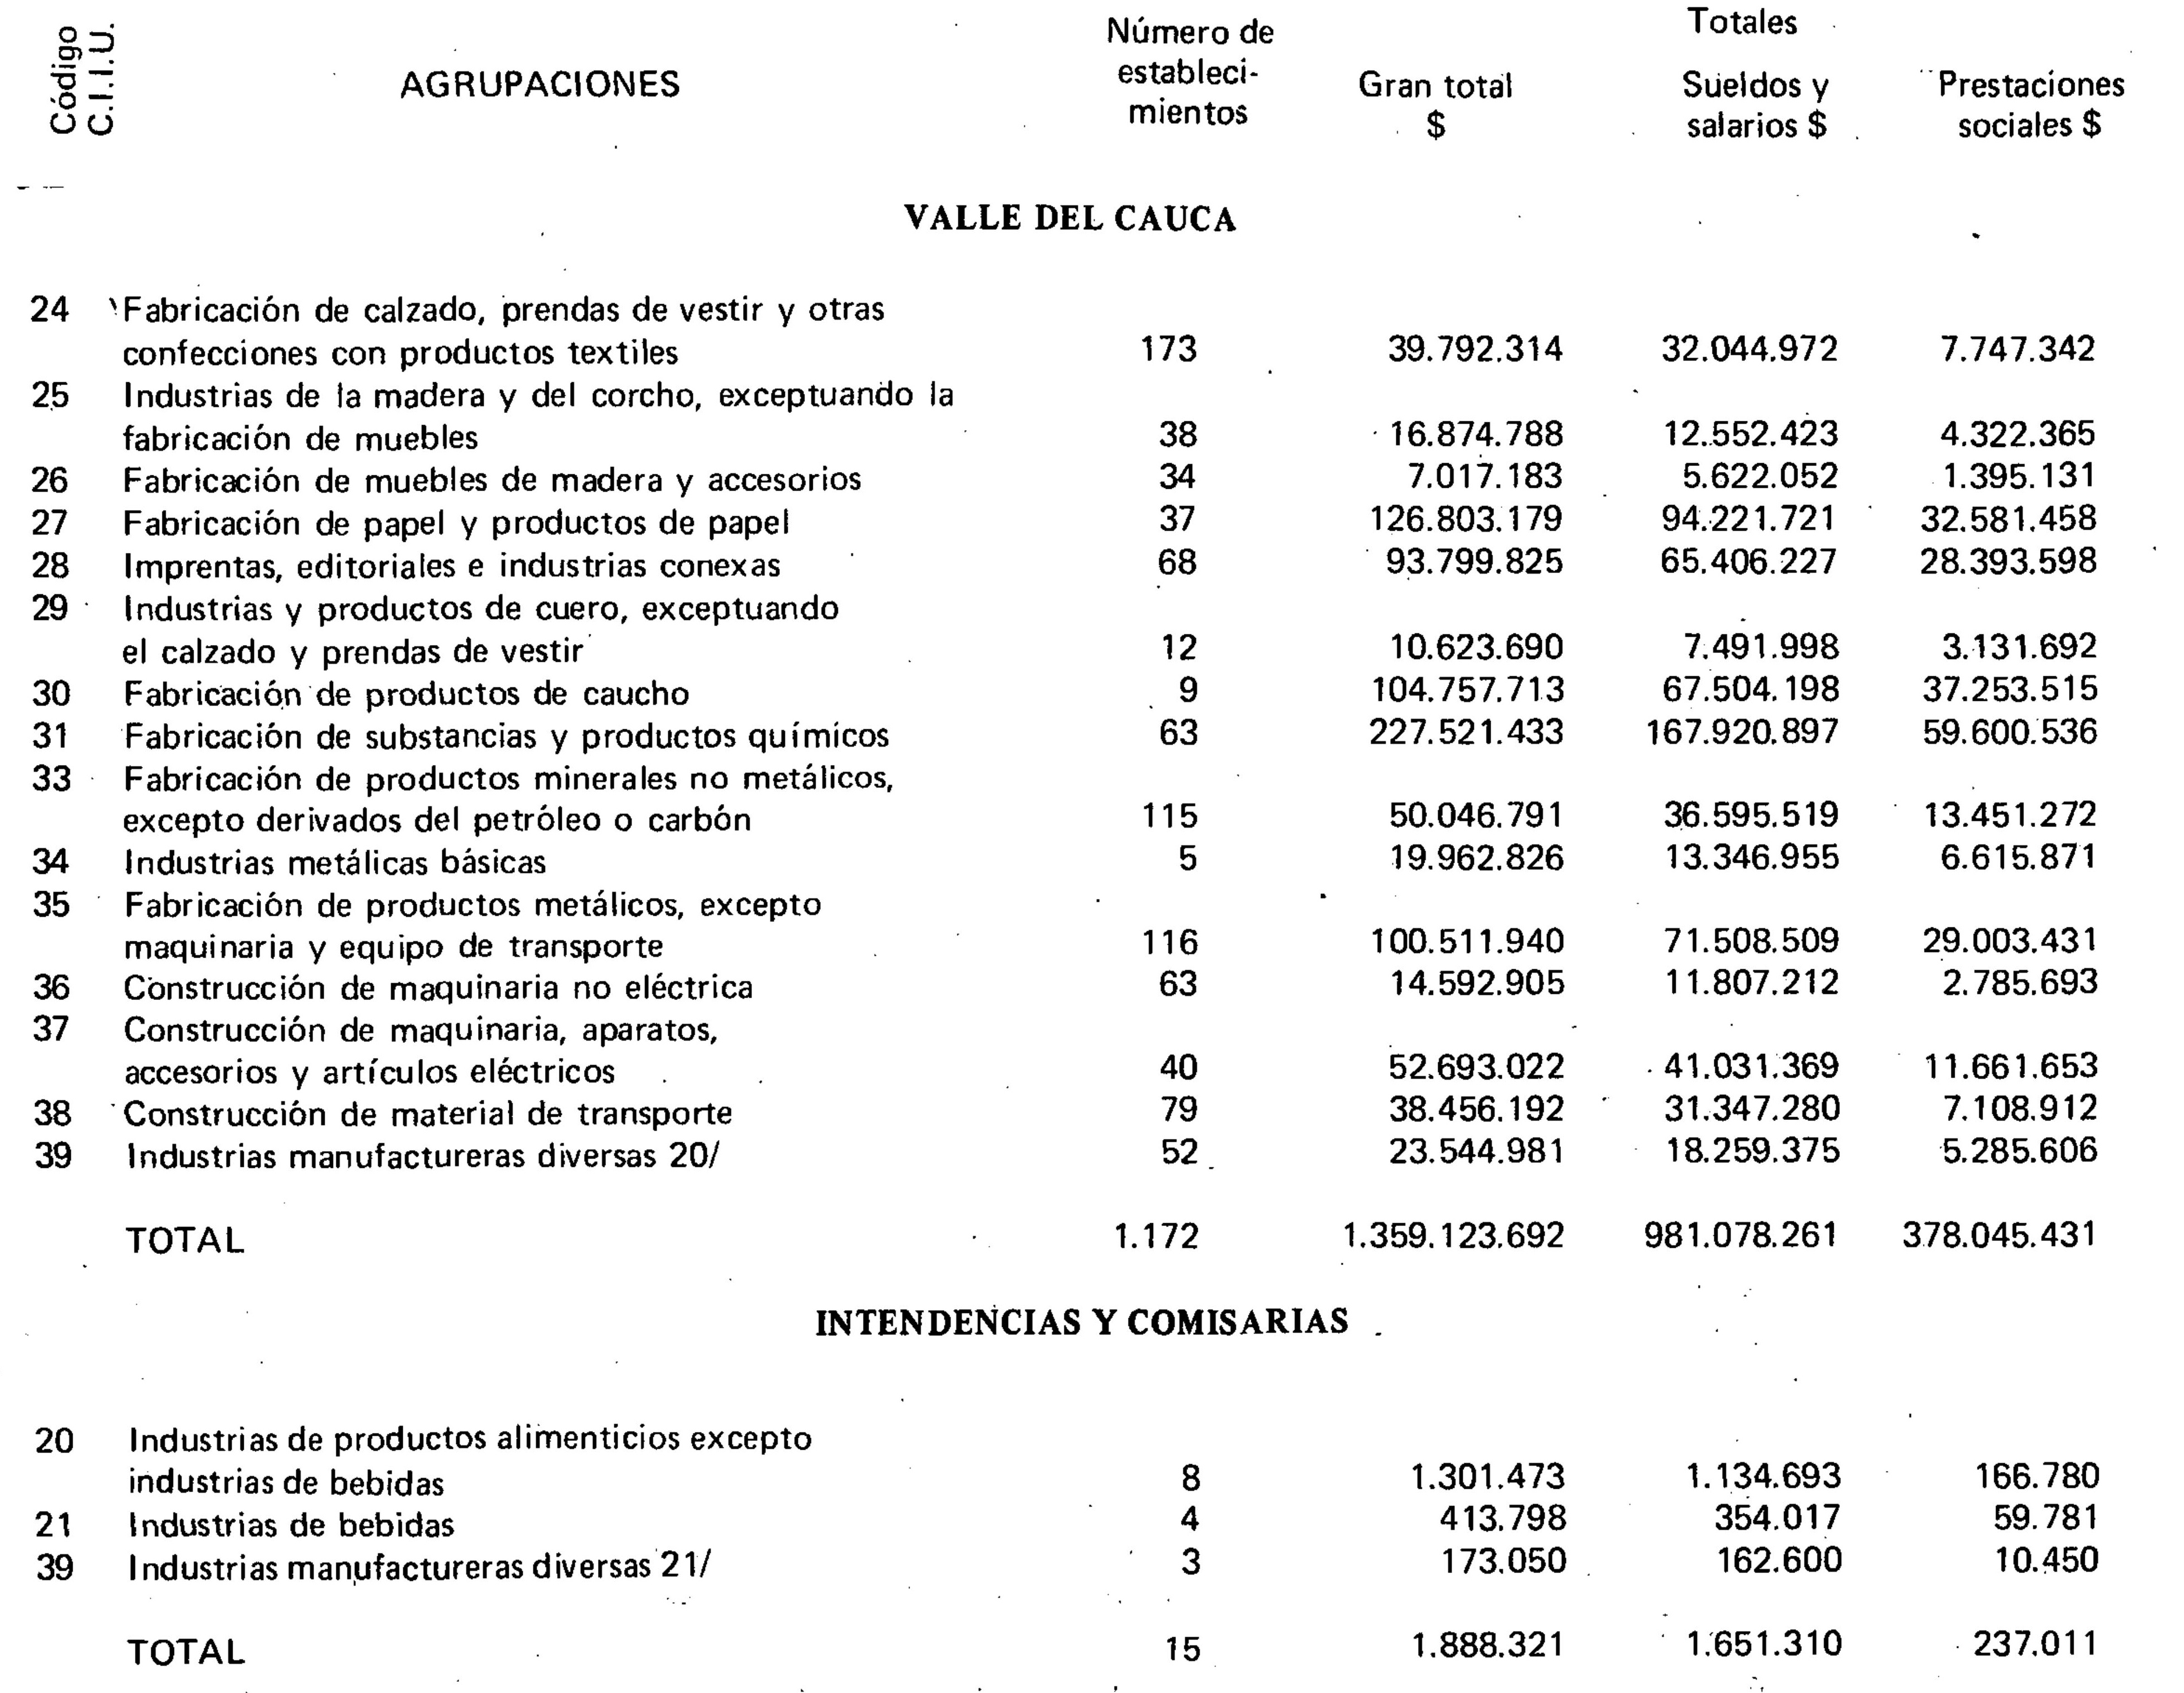 Código C.I.I.U.
AGRUPACIONES
Número de estableci- mientos
Gran total $
Totales
Sueldos y salarios $
Prestaciones sociales $
VALLE DEL CAUCA
24 Fabricación de calzado, prendas de vestir y otras
confecciones con productos textiles 173 39.792.314 32.044.972 7.747.342
25 Industrias de la madera y del corcho, exceptuando la
fabricación de muebles 38 16.874.788 12.552.423 4.322.365
26 Fabricación de muebles de madera y accesorios 34 7.017.183 5.622.052 1.395.131
27 Fabricación de papel y productos de papel 37 126.803.179 94.221.721 32.581.458
28 Imprentas, editoriales e industrias conexas 68 93.799.825 65.406.227 28.393.598
29 Industrias y productos de cuero, exceptuando
el calzado y prendas de vestir 12 10.623.690 7.491.998 3.131.692
30 Fabricación de productos de caucho 9 104.757.713 67.504.198 37.253.515
31 Fabricación de substancias y productos químicos 63 227.521.433 167.920.897 59.600.536
33 Fabricación de productos minerales no metálicos,
excepto derivados del petróleo o carbón 115 50.046.791 36.595.519 13.451.272
34 Industrias metálicas básicas 5 19.962.826 13.346.955 6.615.871
35 Fabricación de productos metálicos, excepto
maquinaria y equipo de transporte 116 100.511.940 71.508.509 29.003.431
36 Construcción de maquinaria no eléctrica 63 14.592.905 11.807.212 2.785.693
37 Construcción de maquinaria, aparatos,
accesorios y artículos eléctricos 40 52.693.022 41.031.369 11.661.653
38 Construcción de material de transporte 79 38.456.192 31.347.280 7.108.912
39 Industrias manufactureras diversas 20/ 52 23.544.981 18.259.375 5.285.606
TOTAL 1.172 1.359.123.692 981.078.261 378.045.431
INTENDENCIAS Y COMISARIAS
20 Industrias de productos alimenticios excepto
industrias de bebidas 8 1.301.473 1.134.693 166.780
21 Industrias de bebidas 4 413.798 354.017 59.781
39 Industrias manufactureras diversas 21/ 3 173.050 162.600 10.450
TOTAL 15 1.888.321 1.651.310 237.011